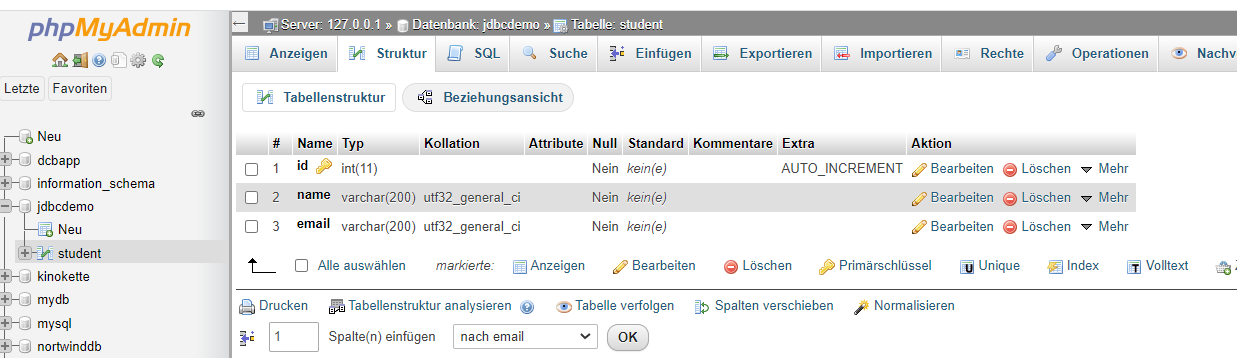 phpMyAdmin
Letzte Favoriten
Neu
dcbapp
information_schema
jdbcdemo
Neu
student
kinokette
mydb
mysql
nortwinddb
Server: 127.0.0.1 » Datenbank: jdbcdemo » Tabelle: student
Anzeigen Struktur SQL Suche Einfügen Exportieren Importieren Rechte Operationen Nachv
Tabellenstruktur Beziehungsansicht
# Name Typ Kollation Attribute Null Standard Kommentare Extra Aktion
1 id int(11) Nein kein(e) AUTO_INCREMENT Bearbeiten Löschen Mehr
2 name varchar(200) utf32_general_ci Nein kein(e) Bearbeiten Löschen Mehr
3 email varchar(200) utf32_general_ci Nein kein(e) Bearbeiten Löschen Mehr
Alle auswählen markierte: Anzeigen Bearbeiten Löschen Primärschlüssel Unique Index Volltext
Drucken Tabellenstruktur analysieren Tabelle verfolgen Spalten verschieben Normalisieren
1 Spalte(n) einfügen nach email OK